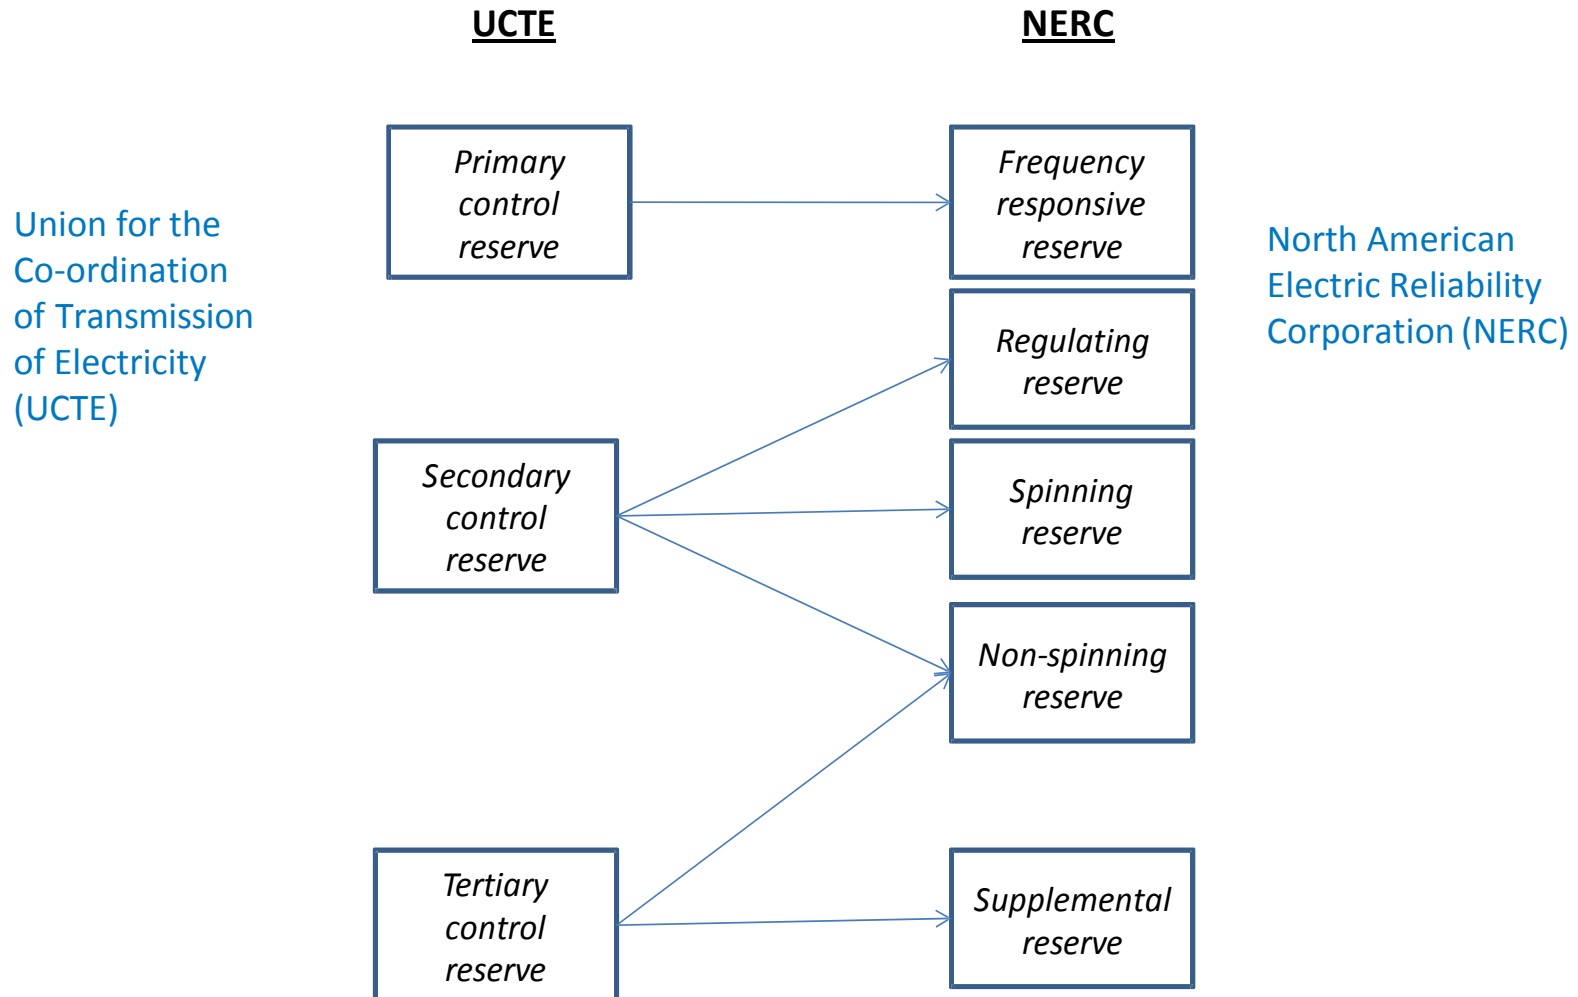 UCTE
NERC
Union for the
Co-ordination
of Transmission
of Electricity
(UCTE)
Primary
control
reserve
Secondary
control
reserve
Tertiary
control
reserve
Frequency
responsive
reserve
Regulating
reserve
Spinning
reserve
Non-spinning
reserve
Supplemental
reserve
North American
Electric Reliability
Corporation (NERC)